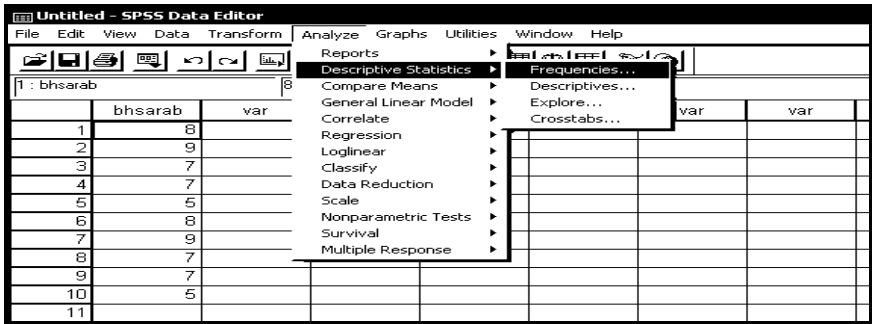 Untitled - SPSS Data Editor
File Edit View Data Transform Analyze Graphs Utilities Window Help
Reports
Descriptive Statistics
Compare Means
General Linear Model
Correlate
Regression
Loglinear
Classify
Data Reduction
Scale
Nonparametric Tests
Survival
Multiple Response
Frequencies...
Descriptives...
Explore...
Crosstabs...
1 : bhsarab 8
bhsarab var var var
1 8
2 9
3 7
4 7
5 5
6 8
7 9
8 7
9 7
10 5
11